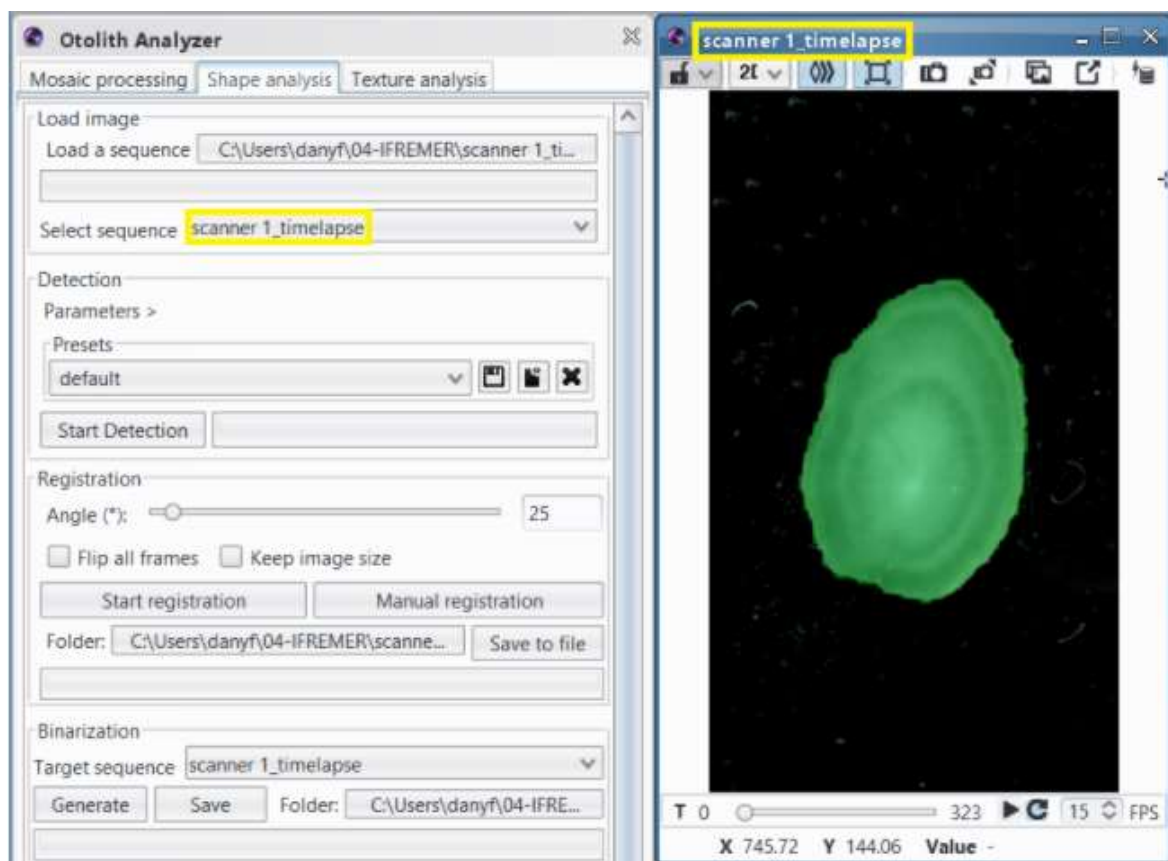 Otolith Analyzer
Mosaic processing Shape analysis Texture analysis
Load image
Load a sequence C:\Users\danyf\04-IFREMER\scanner 1_ti...
Select sequence scanner 1_timelapse
Detection
Parameters >
Presets
default
Start Detection
Registration
Angle (°): 25
Flip all frames Keep image size
Start registration Manual registration
Folder: C:\Users\danyf\04-IFREMER\scanne... Save to file
Binarization
Target sequence scanner 1_timelapse
Generate Save Folder: C:\Users\danyf\04-IFRE...
scanner 1_timelapse
T 0 323 15 FPS
X 745.72 Y 144.06 Value -